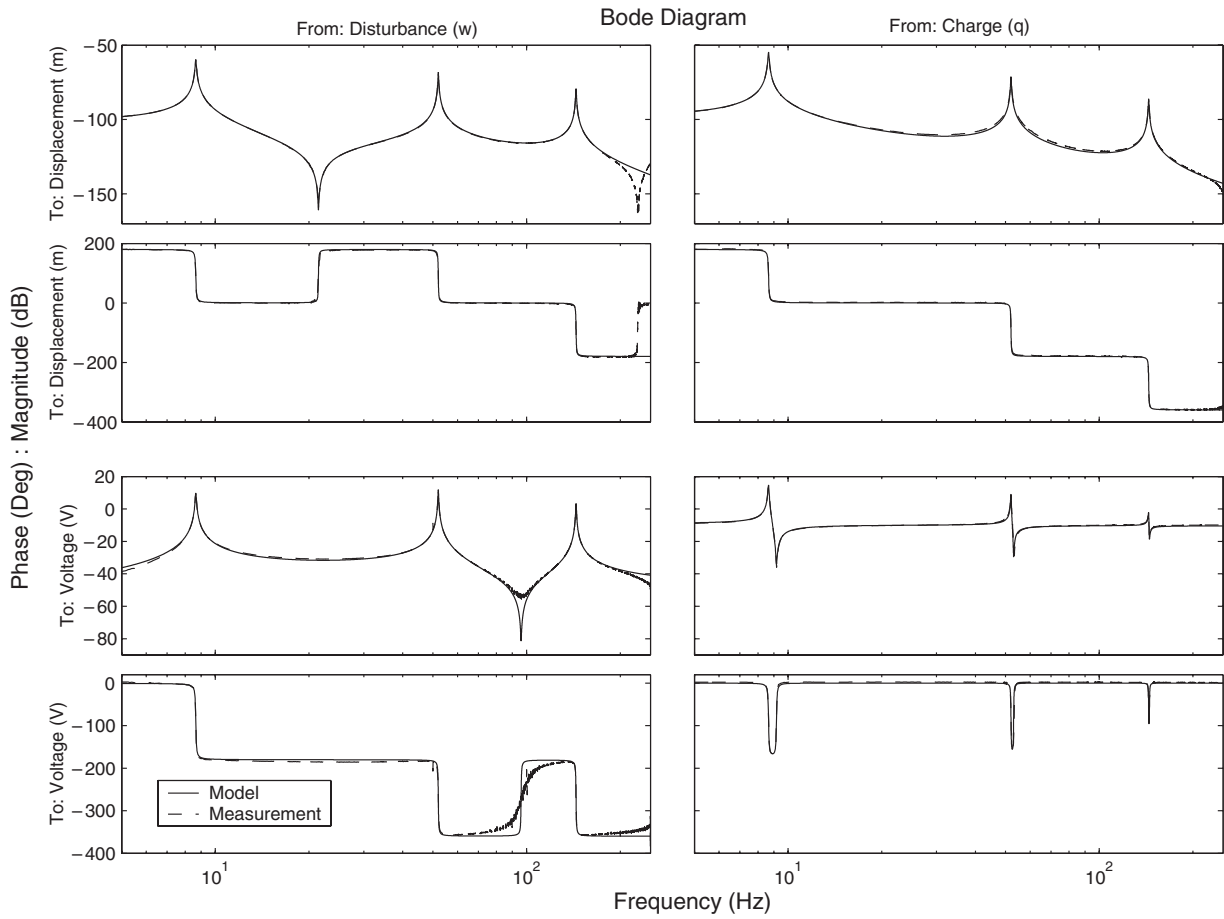 Bode Diagram
From: Disturbance (w)
From: Charge (q)
Phase (Deg) : Magnitude (dB)
To: Displacement (m)
−50
−100
−150
To: Displacement (m)
200
0
−200
−400
To: Voltage (V)
20
0
−20
−40
−60
−80
To: Voltage (V)
0
−100
−200
−300
−400
Model
Measurement
10^1
10^2
10^1
10^2
Frequency (Hz)